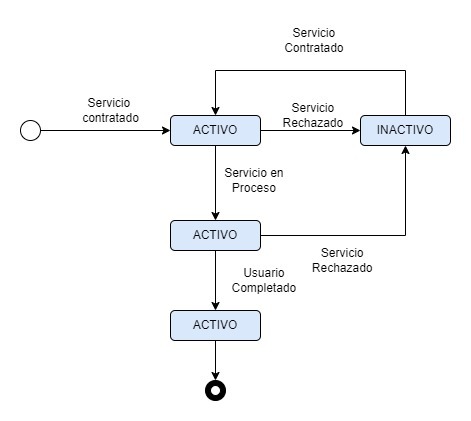 Servicio
Contratado
Servicio
contratado
ACTIVO
Servicio
Rechazado
INACTIVO
Servicio en
Proceso
ACTIVO
Servicio
Rechazado
Usuario
Completado
ACTIVO